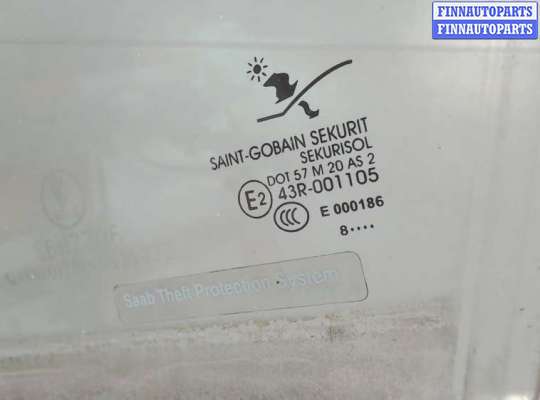 FINNAUTOPARTS
FINNAUTOPARTS
SAINT-GOBAIN SEKURIT
SEKURISOL
DOT 57 M 20 AS 2
E2 43R-001105
CCC E 000186
8••••
Saab Theft Protection System